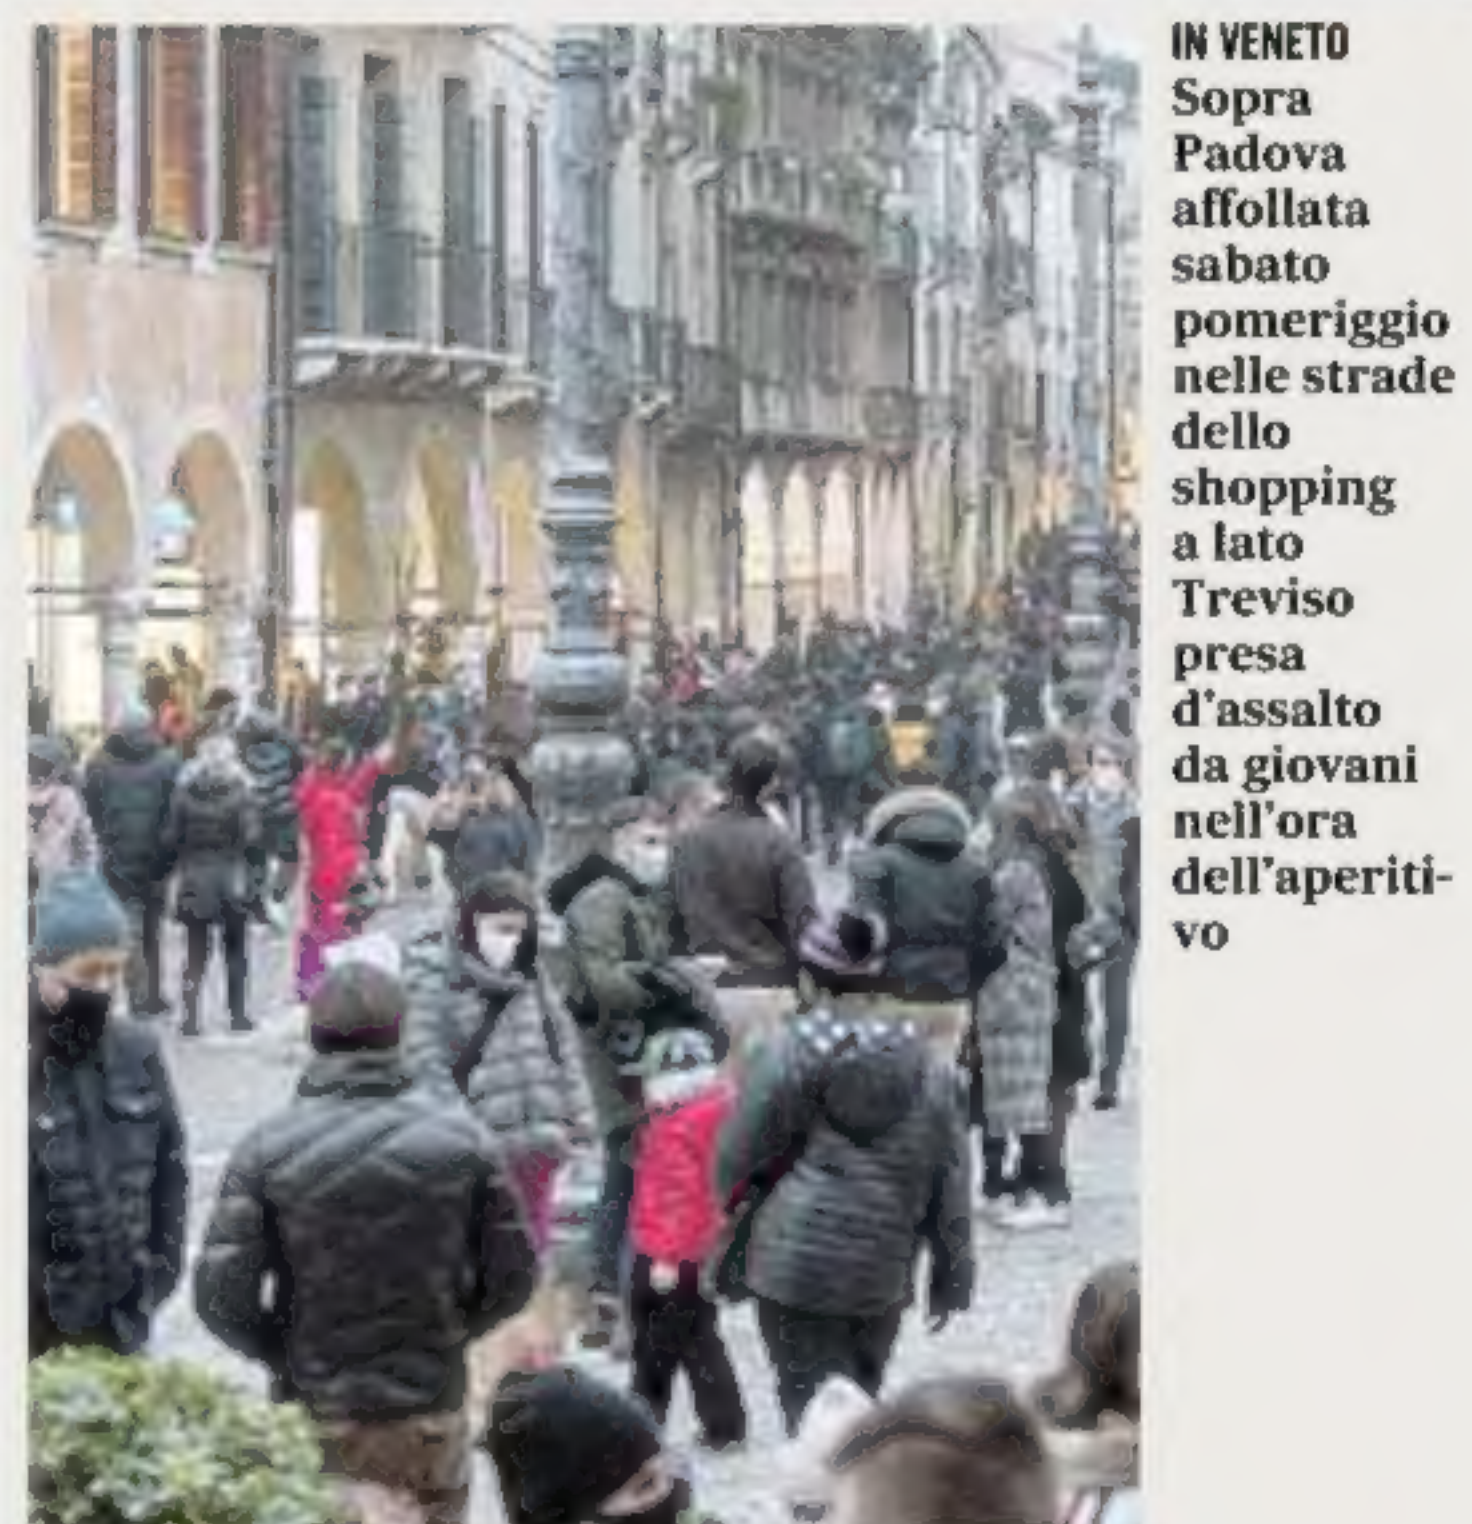 IN VENETO
Sopra
Padova
affollata
sabato
pomeriggio
nelle strade
dello
shopping
a lato
Treviso
presa
d'assalto
da giovani
nell'ora
dell'aperiti-
vo